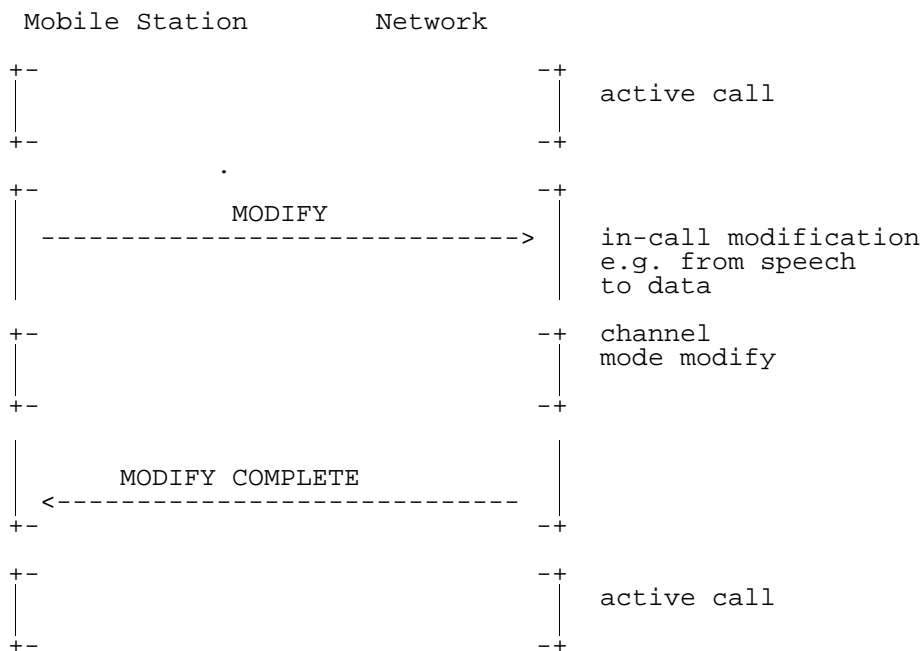 Mobile Station Network
+- -+
active call
+- -+
.
+- -+
MODIFY
------------------------------> in-call modification
e.g. from speech
to data
+- -+ channel
mode modify
+- -+
MODIFY COMPLETE
<-----------------------------
+- -+
+- -+
active call
+- -+